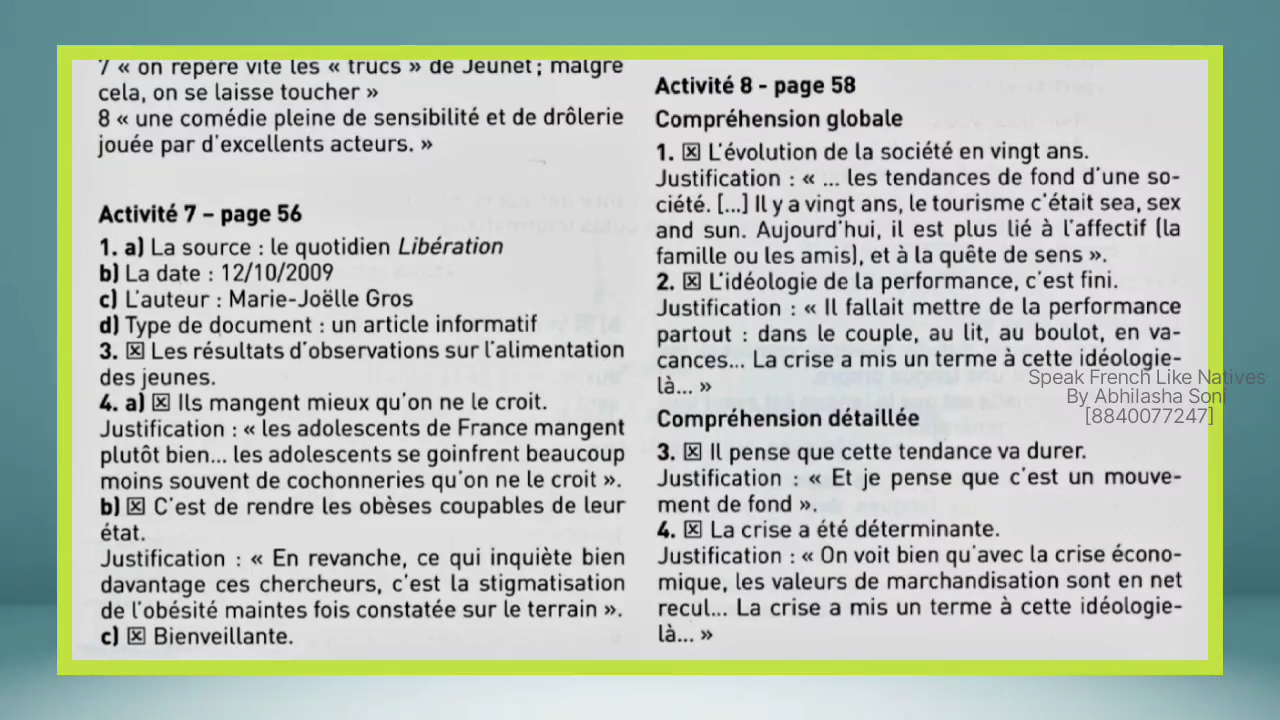 7 « on repère vite les « trucs » de Jeunet ; malgré
cela, on se laisse toucher »
8 « une comédie pleine de sensibilité et de drôlerie
jouée par d'excellents acteurs. »
Activité 7 – page 56
1. a) La source : le quotidien Libération
b) La date : 12/10/2009
c) L'auteur : Marie-Joëlle Gros
d) Type de document : un article informatif
3. ☒ Les résultats d'observations sur l'alimentation
des jeunes.
4. a) ☒ Ils mangent mieux qu'on ne le croit.
Justification : « les adolescents de France mangent
plutôt bien... les adolescents se goinfrent beaucoup
moins souvent de cochonneries qu'on ne le croit ».
b) ☒ C'est de rendre les obèses coupables de leur
état.
Justification : « En revanche, ce qui inquiète bien
davantage ces chercheurs, c'est la stigmatisation
de l'obésité maintes fois constatée sur le terrain ».
c) ☒ Bienveillante.
Activité 8 - page 58
Compréhension globale
1. ☒ L'évolution de la société en vingt ans.
Justification : « ... les tendances de fond d'une so-
ciété. [...] Il y a vingt ans, le tourisme c'était sea, sex
and sun. Aujourd'hui, il est plus lié à l'affectif (la
famille ou les amis), et à la quête de sens ».
2. ☒ L'idéologie de la performance, c'est fini.
Justification : « Il fallait mettre de la performance
partout : dans le couple, au lit, au boulot, en va-
cances... La crise a mis un terme à cette idéologie-
là... »
Compréhension détaillée
3. ☒ Il pense que cette tendance va durer.
Justification : « Et je pense que c'est un mouve-
ment de fond ».
4. ☒ La crise a été déterminante.
Justification : « On voit bien qu'avec la crise écono-
mique, les valeurs de marchandisation sont en net
recul... La crise a mis un terme à cette idéologie-
là... »
Speak French Like Natives
By Abhilasha Soni
[8840077247]